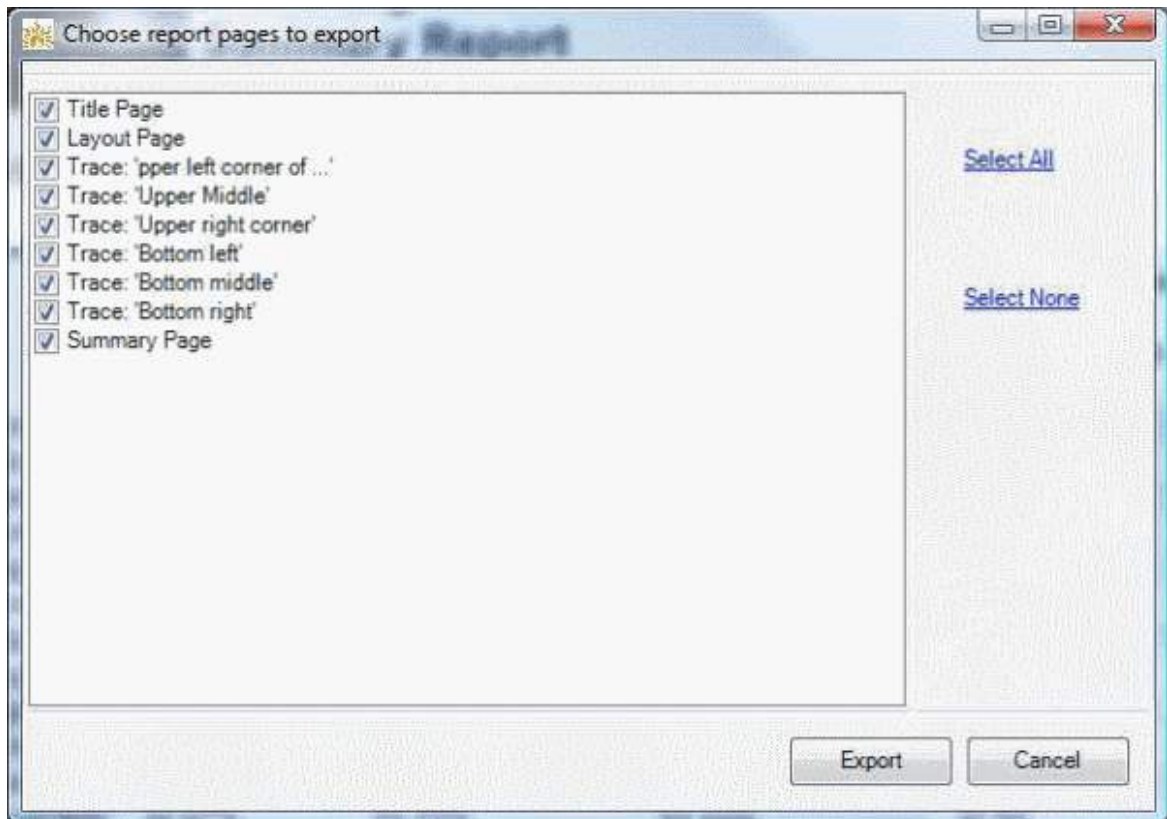 Choose report pages to export
Report
Title Page
Layout Page
Trace: 'pper left corner of ...'
Trace: 'Upper Middle'
Trace: 'Upper right corner'
Trace: 'Bottom left'
Trace: 'Bottom middle'
Trace: 'Bottom right'
Summary Page
Select All
Select None
Export
Cancel